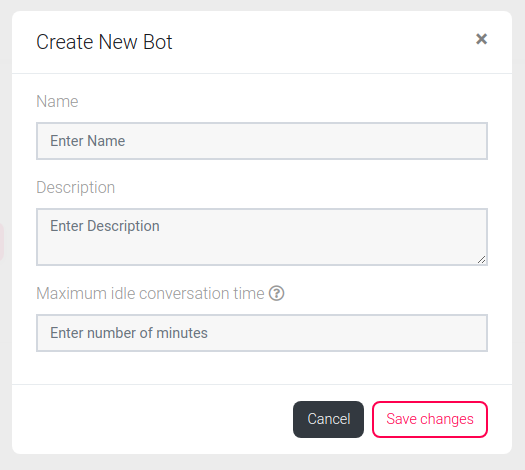 Create New Bot ×
Name
Enter Name
Description
Enter Description
Maximum idle conversation time ?
Enter number of minutes
Cancel Save changes